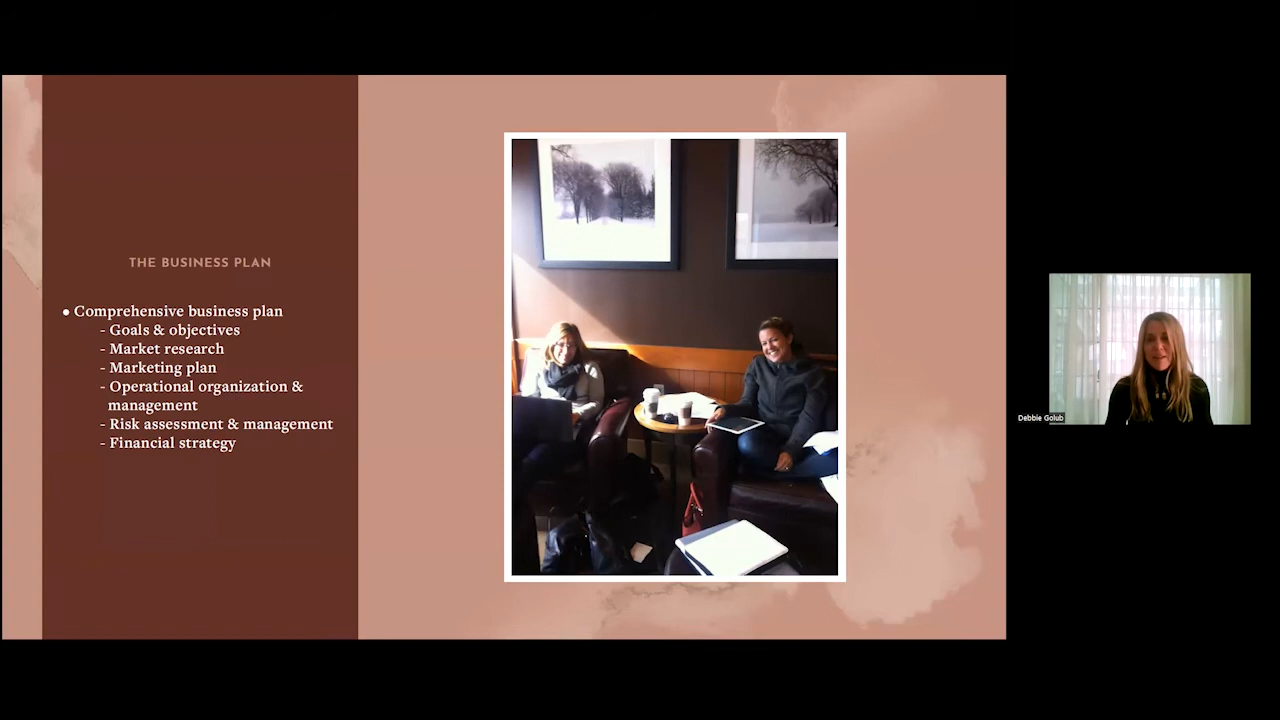 THE BUSINESS PLAN
• Comprehensive business plan
- Goals & objectives
- Market research
- Marketing plan
- Operational organization &
management
- Risk assessment & management
- Financial strategy
Debbie Golub